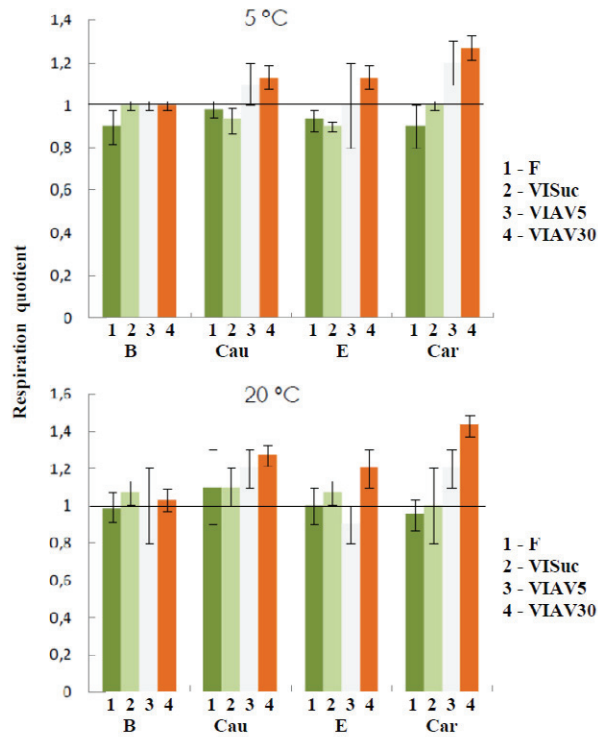 5 °C
1,4
1,2
1
0,8
0,6
0,4
0,2
0
1 2 3 4 1 2 3 4 1 2 3 4 1 2 3 4
B Cau E Car
1 - F
2 - VISuc
3 - VIAV5
4 - VIAV30
Respiration quotient
20 °C
1,6
1,4
1,2
1
0,8
0,6
0,4
0,2
0
1 2 3 4 1 2 3 4 1 2 3 4 1 2 3 4
B Cau E Car
1 - F
2 - VISuc
3 - VIAV5
4 - VIAV30